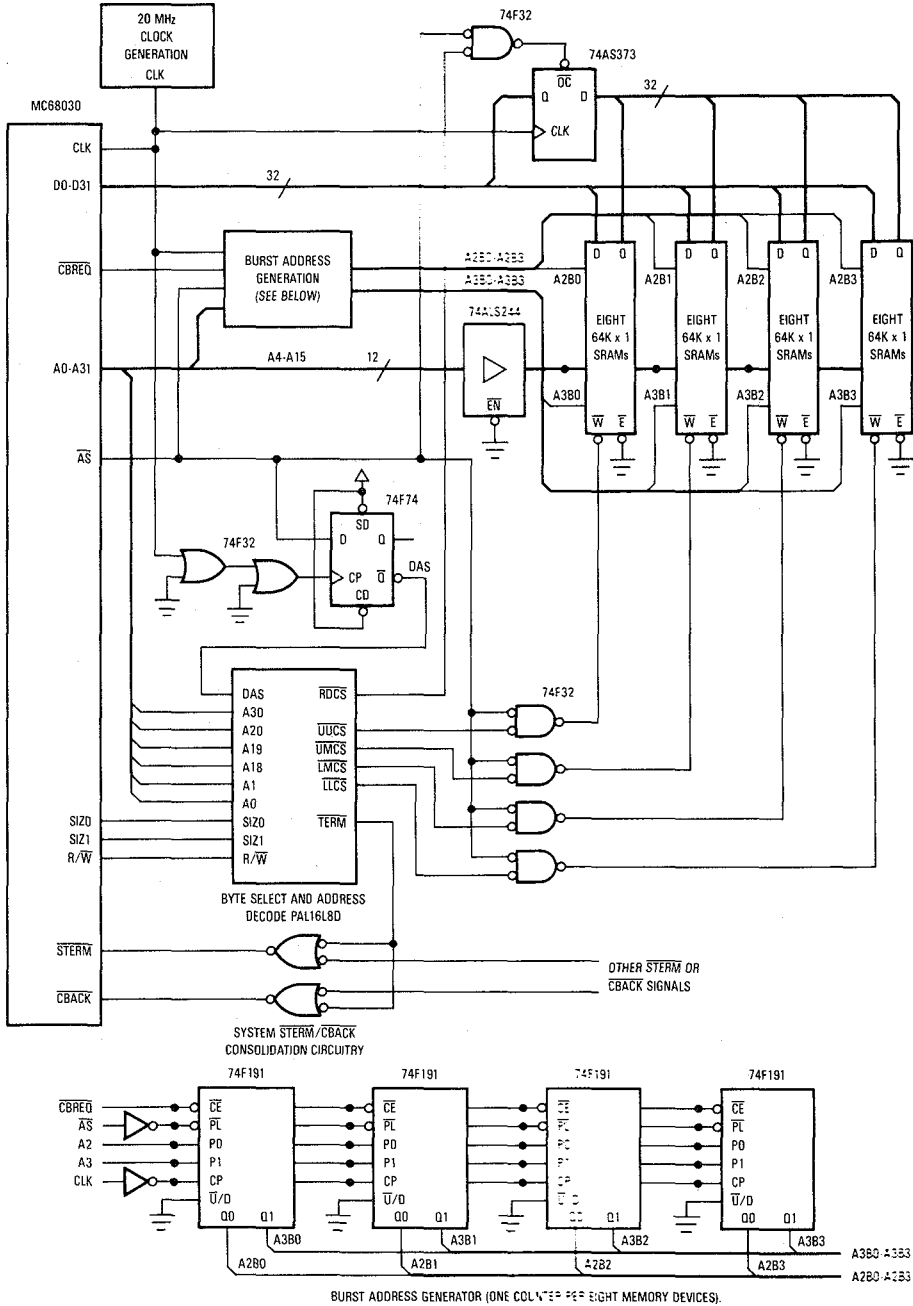 20 MHz
CLOCK
GENERATION
CLK
74F32
74AS373
MC68030
OC
Q D
CLK
32
CLK
D0-D31
32
CBREQ
BURST ADDRESS
GENERATION
(SEE BELOW)
A2B0-A2B3
A3B0-A3B3
A2B0
A2B1
A2B2
A2B3
D Q
D Q
D Q
D Q
EIGHT
64K x 1
SRAMs
EIGHT
64K x 1
SRAMs
EIGHT
64K x 1
SRAMs
EIGHT
64K x 1
SRAMs
74ALS244
EN
A0-A31
A4-A15
12
A3B0
A3B1
A3B2
A3B3
W E
W E
W E
W E
AS
74F74
SD
D Q
CP Q
CD
DAS
74F32
DAS
A30
A20
A19
A18
A1
A0
SIZ0
SIZ1
R/W
RDCS
UUCS
UMCS
LMCS
LLCS
TERM
74F32
SIZ0
SIZ1
R/W
BYTE SELECT AND ADDRESS
DECODE PAL16L8D
STERM
OTHER STERM OR
CBACK SIGNALS
CBACK
SYSTEM STERM/CBACK
CONSOLIDATION CIRCUITRY
74F191
74F191
74F191
74F191
CBREQ
AS
A2
A3
CLK
CE
PL
P0
P1
CP
U/D
Q0 Q1
CE
PL
P0
P1
CP
U/D
Q0 Q1
CE
PL
P0
P1
CP
U/D
Q0 Q1
CE
PL
P0
P1
CP
U/D
Q0 Q1
A3B0
A3B1
A3B2
A3B3
A3B0-A3B3
A2B0
A2B1
A2B2
A2B3
A2B0-A2B3
BURST ADDRESS GENERATOR (ONE COUNTER PER EIGHT MEMORY DEVICES).